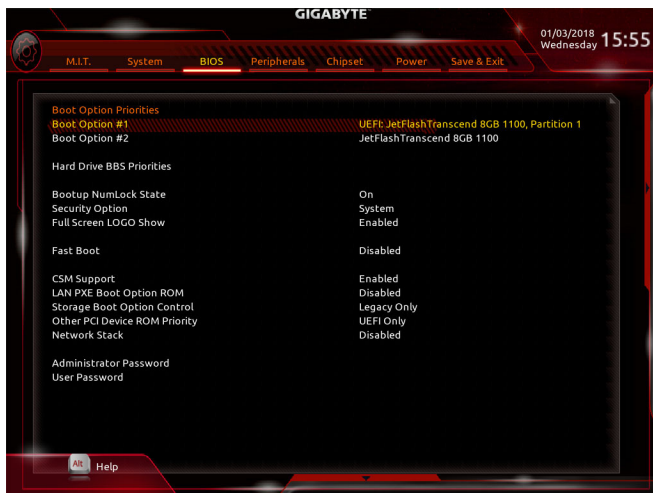 GIGABYTE™
01/03/2018 15:55
Wednesday
M.I.T. System BIOS Peripherals Chipset Power Save & Exit
Boot Option Priorities
Boot Option #1 UEFI: JetFlashTranscend 8GB 1100, Partition 1
Boot Option #2 JetFlashTranscend 8GB 1100
Hard Drive BBS Priorities
Bootup NumLock State On
Security Option System
Full Screen LOGO Show Enabled
Fast Boot Disabled
CSM Support Enabled
LAN PXE Boot Option ROM Disabled
Storage Boot Option Control Legacy Only
Other PCI Device ROM Priority UEFI Only
Network Stack Disabled
Administrator Password
User Password
Alt Help